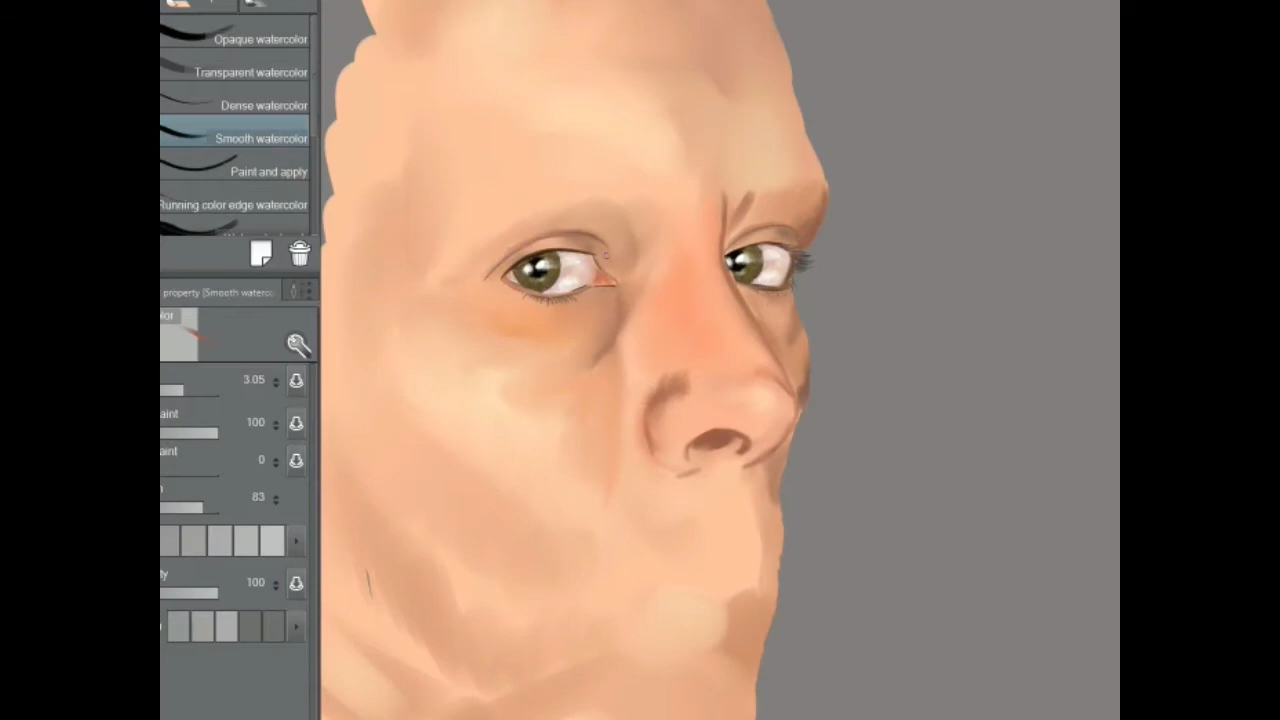 Opaque watercolor
Transparent watercolor
Dense watercolor
Smooth watercolor
Paint and apply
Running color edge watercolor
property [Smooth waterco
lor
3.05
aint
100
aint
0
83
100